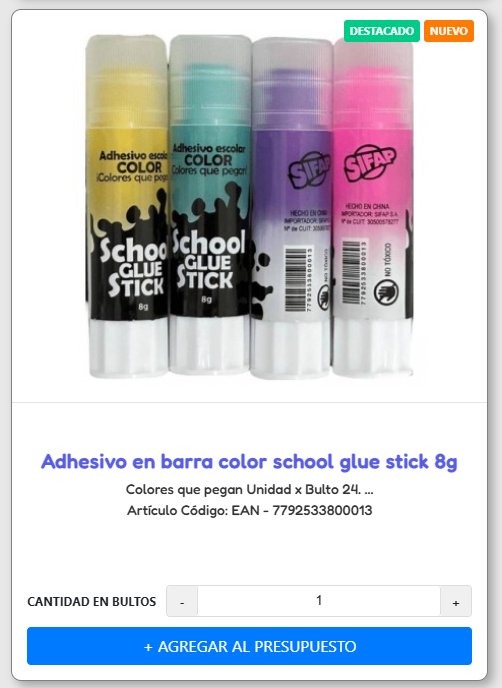 DESTACADO
NUEVO
Adhesivo escolar
COLOR
¡Colores que pegan!
School
GLUE
STICK
8g
Adhesivo escolar
COLOR
¡Colores que pegan!
School
GLUE
STICK
8g
SIFAP
HECHO EN CHINA
IMPORTADOR: SIFAP
Nº de CUIT:
7792533800013
NO TÓXICO
SIFAP
HECHO EN CHINA
IMPORTADOR: SIFAP S.A.
Nº de CUIT: 30500578277
7792533800013
NO TÓXICO
Adhesivo en barra color school glue stick 8g
Colores que pegan Unidad x Bulto 24. ...
Artículo Código: EAN - 7792533800013
CANTIDAD EN BULTOS - 1 +
+ AGREGAR AL PRESUPUESTO